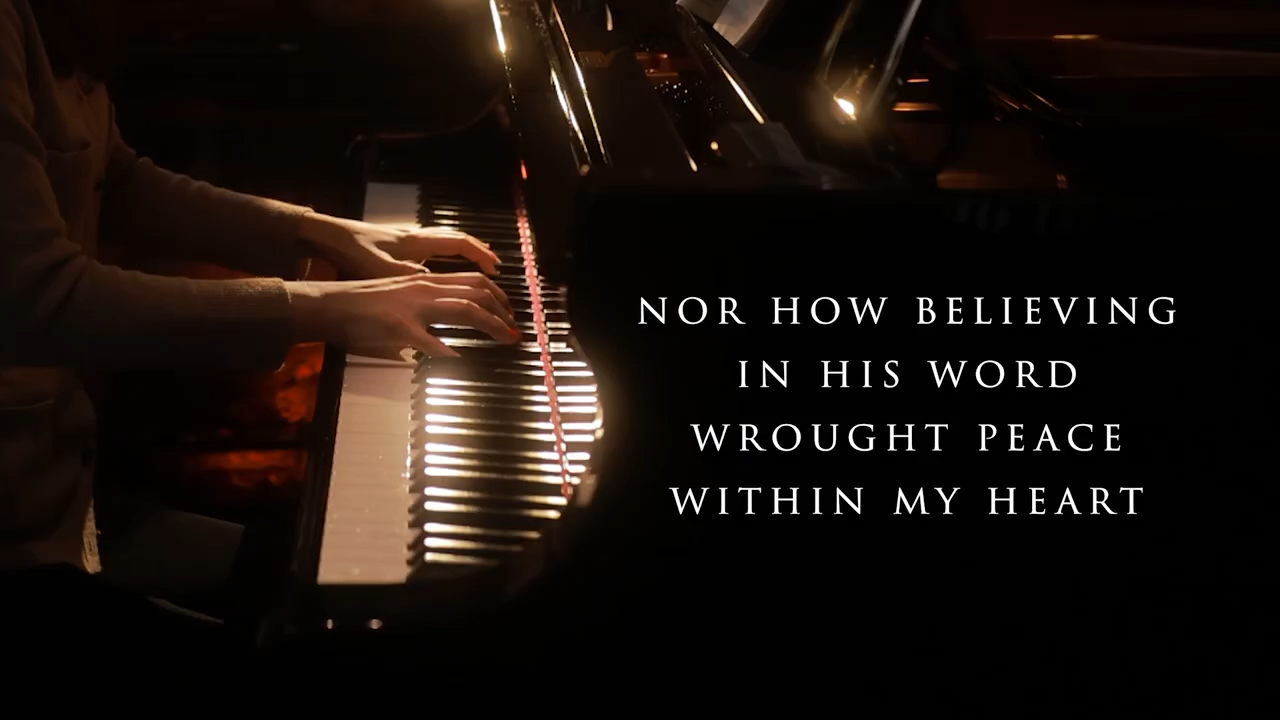 NOR HOW BELIEVING
IN HIS WORD
WROUGHT PEACE
WITHIN MY HEART